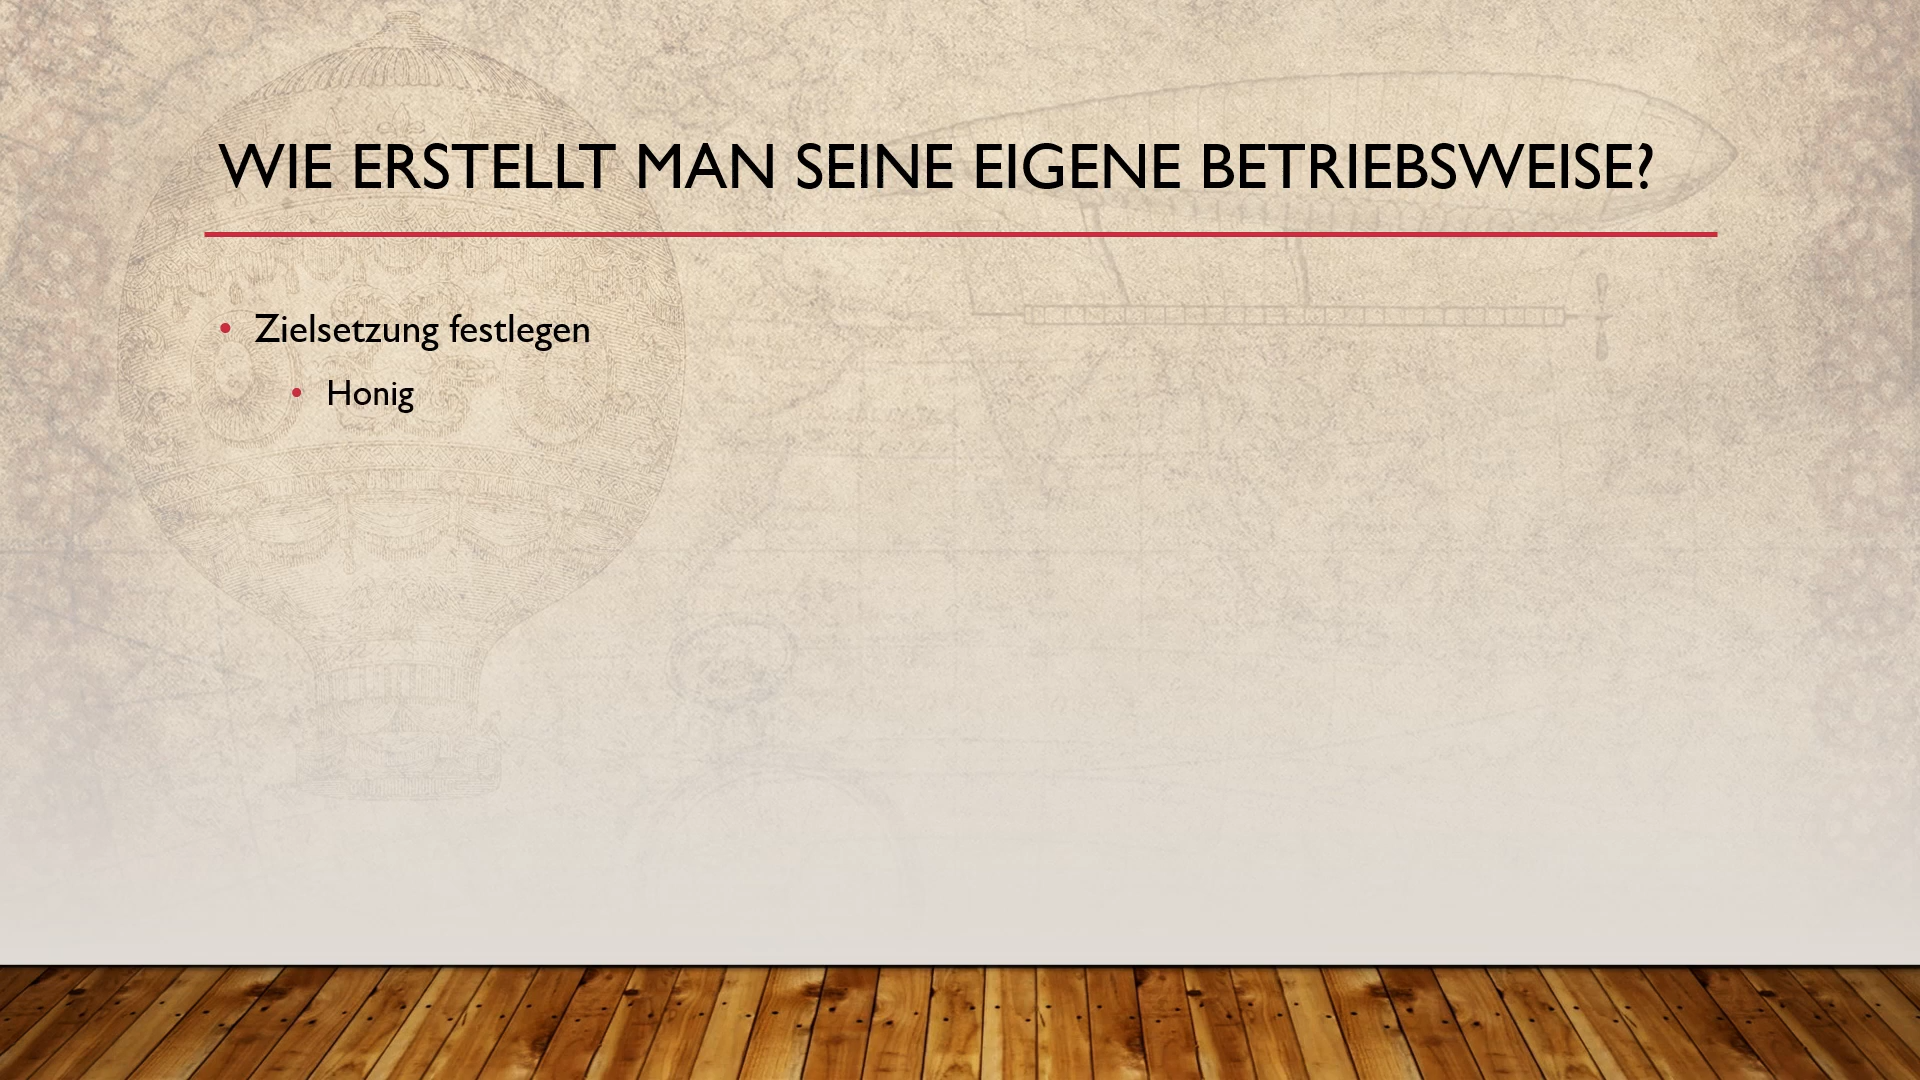 WIE ERSTELLT MAN SEINE EIGENE BETRIEBSWEISE?
• Zielsetzung festlegen
• Honig